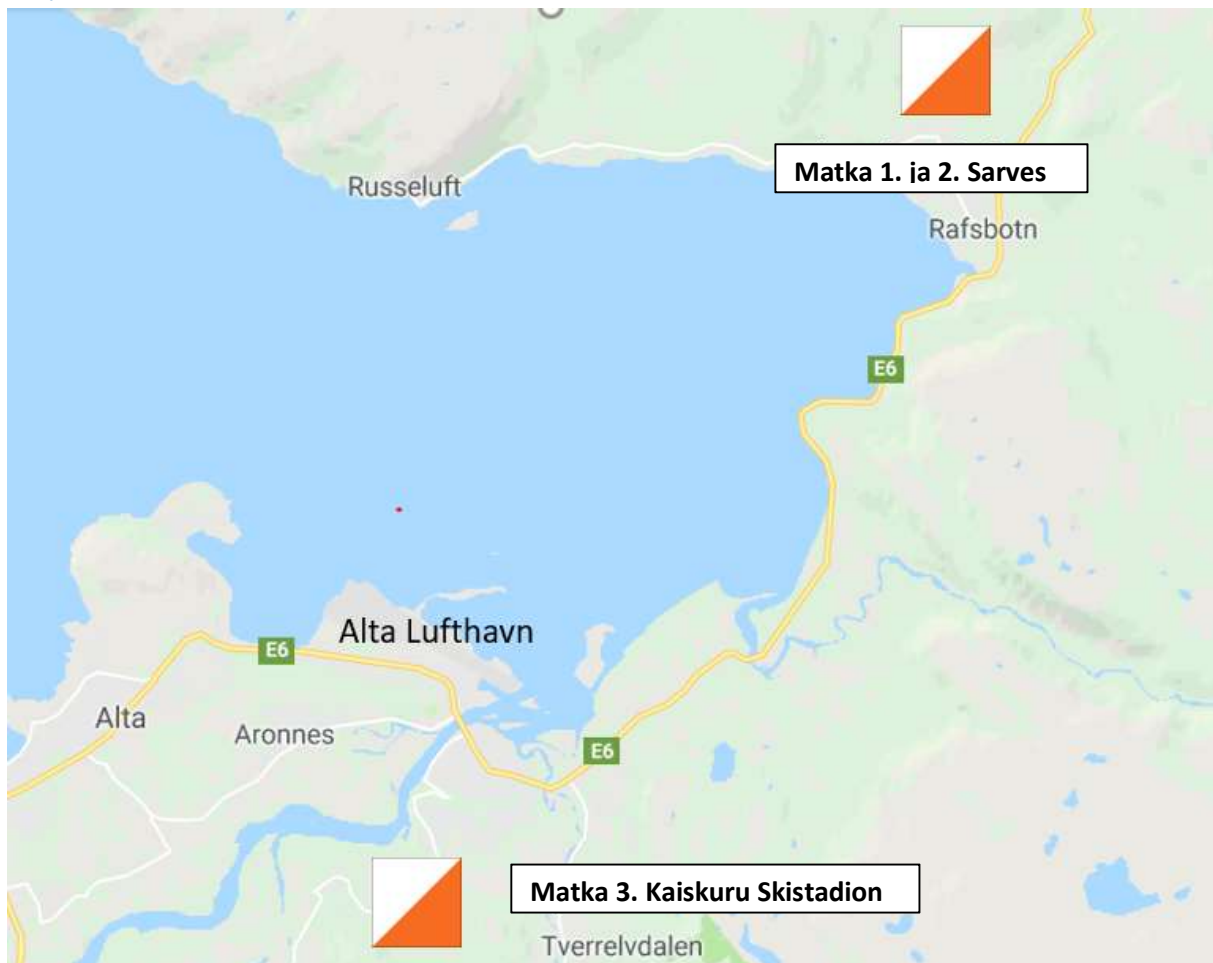 Matka 1. ja 2. Sarves
Russeluft
Rafsbotn
E6
Alta Lufthavn
E6
Alta
Aronnes
E6
Matka 3. Kaiskuru Skistadion
Tverrelvdalen